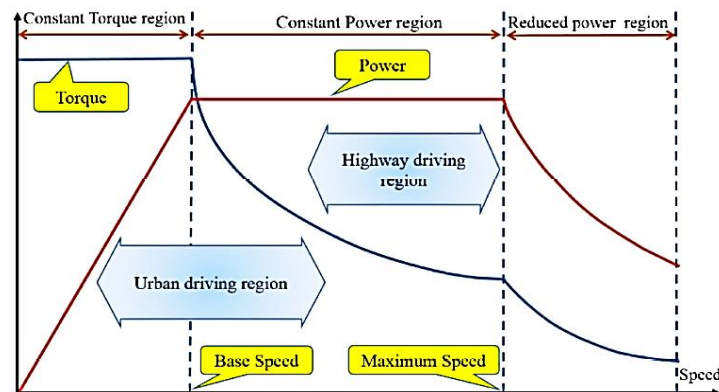 Constant Torque region
Constant Power region
Reduced power region
Power
Torque
Highway driving
region
Urban driving region
Base Speed
Maximum Speed
Speed